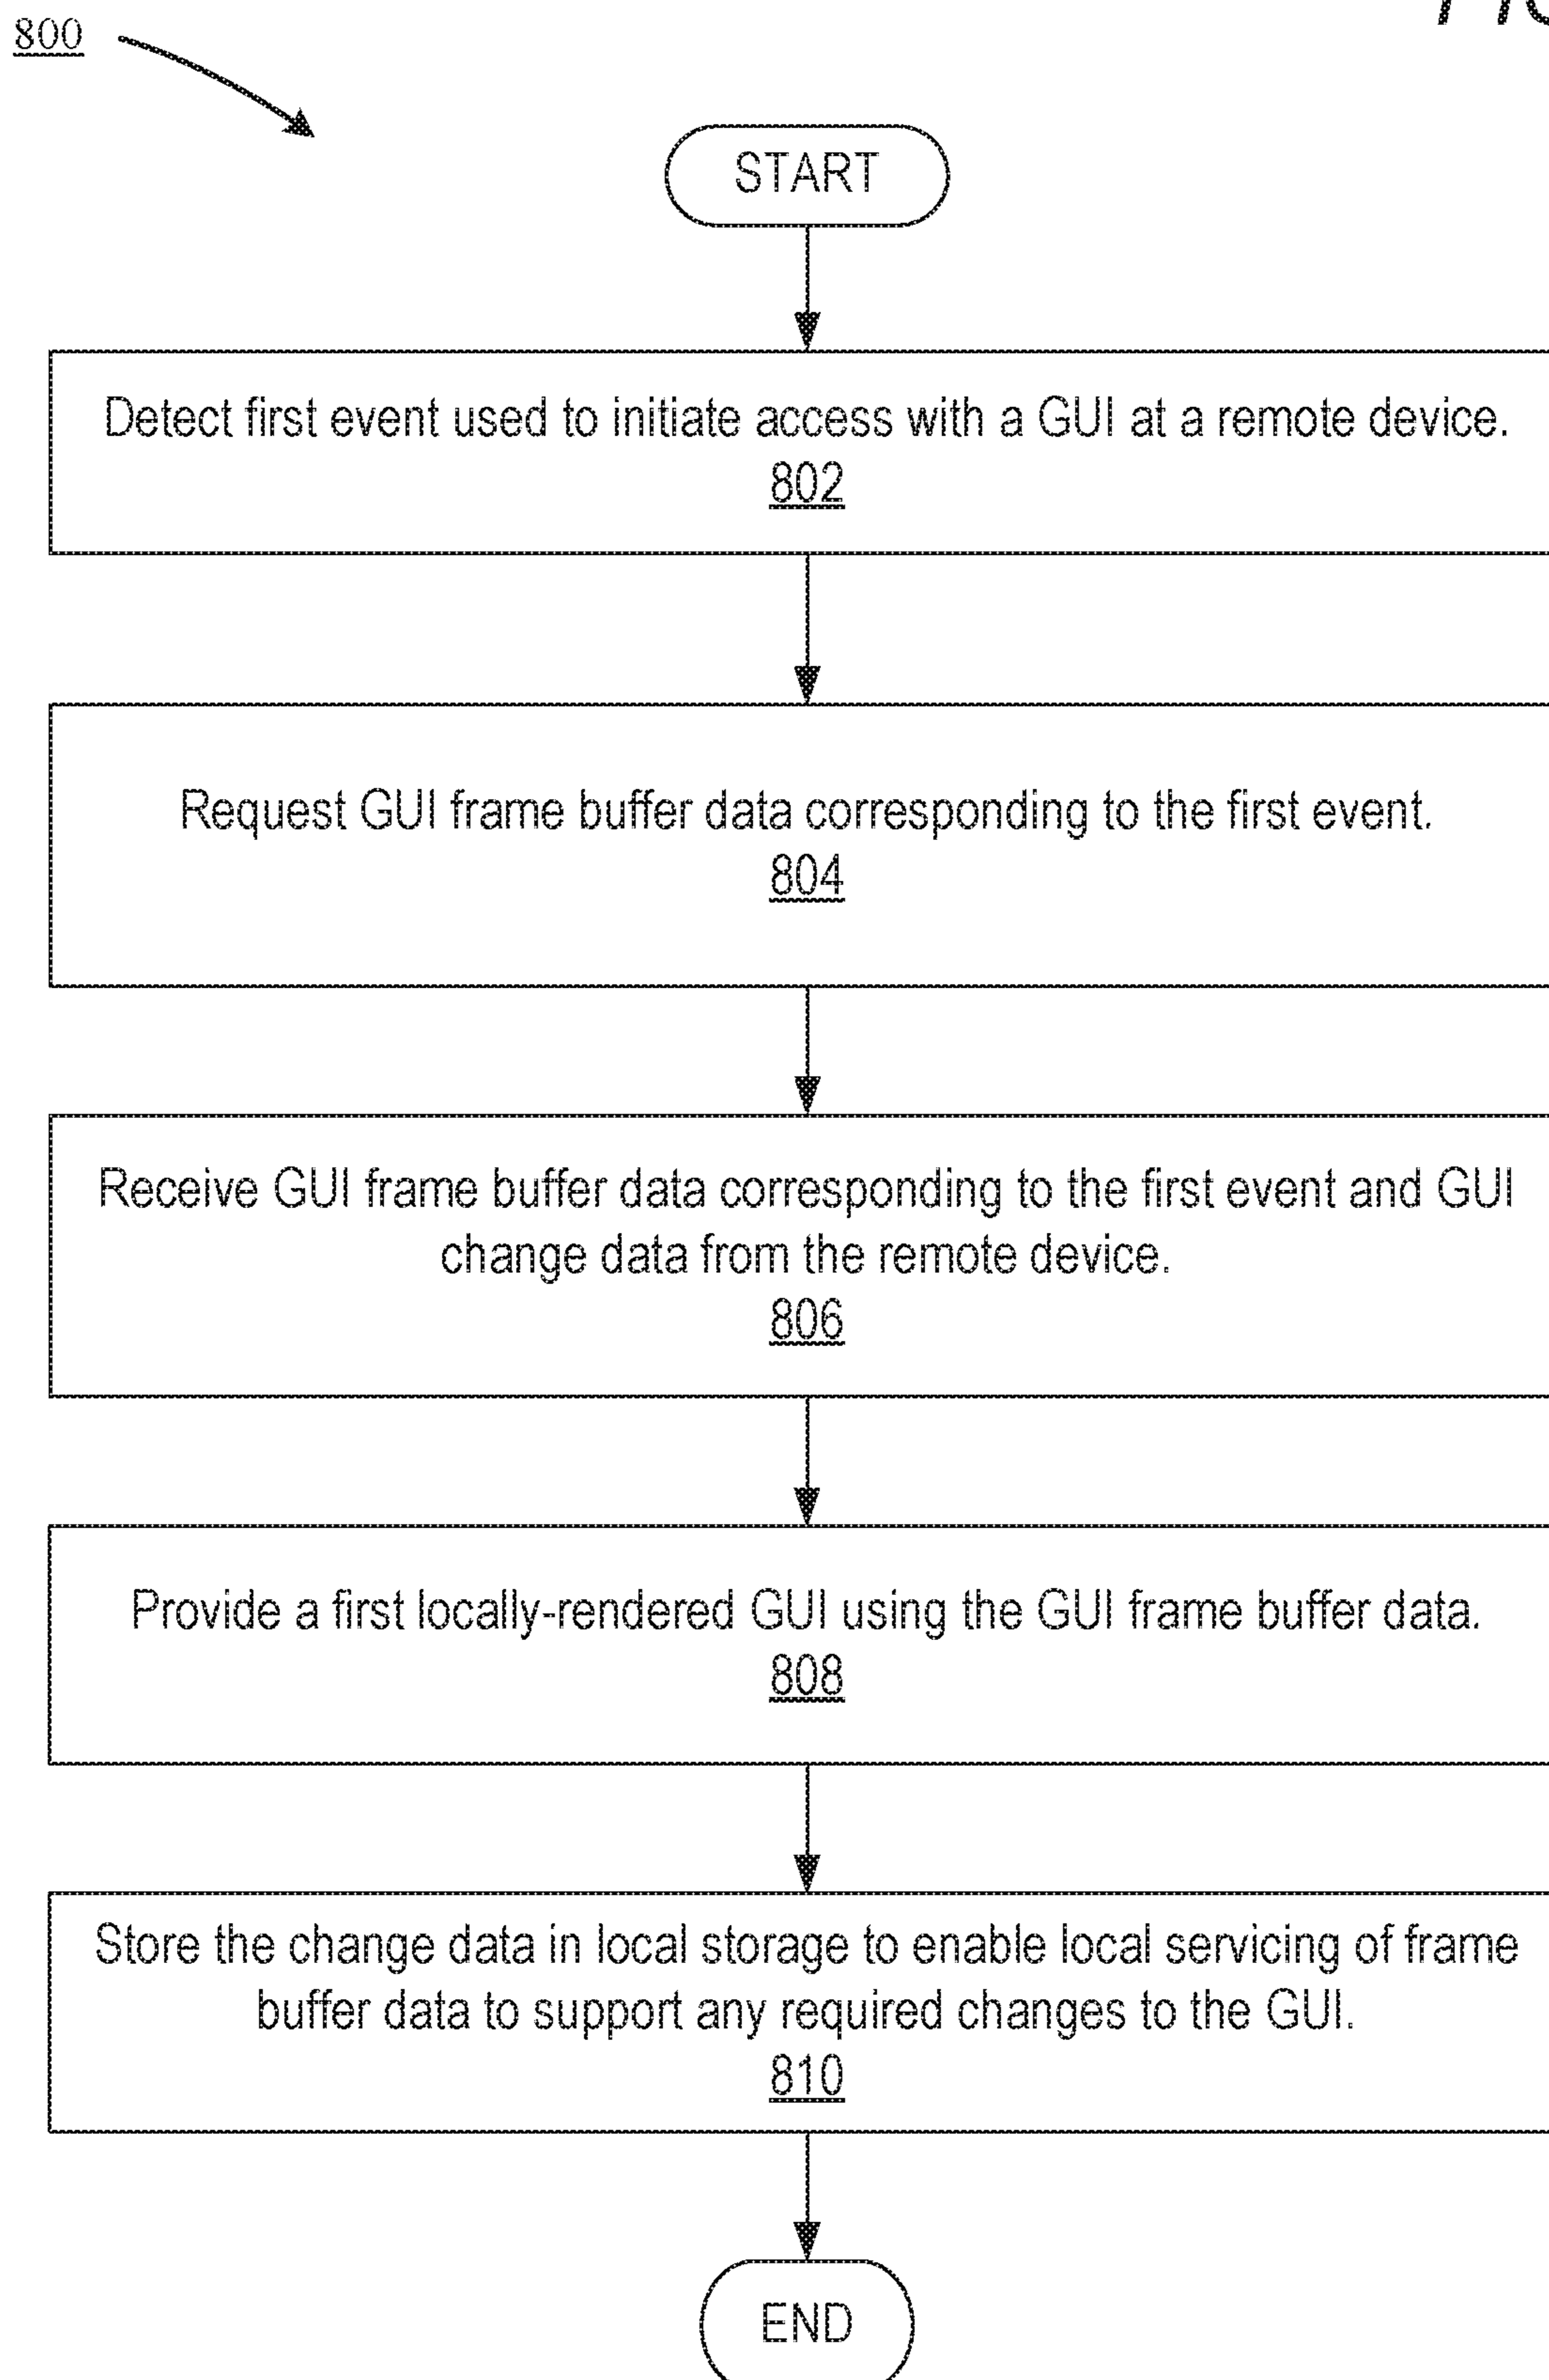 800
START
Detect first event used to initiate access with a GUI at a remote device.
802
Request GUI frame buffer data corresponding to the first event.
804
Receive GUI frame buffer data corresponding to the first event and GUI
change data from the remote device.
806
Provide a first locally-rendered GUI using the GUI frame buffer data.
808
Store the change data in local storage to enable local servicing of frame
buffer data to support any required changes to the GUI.
810
END